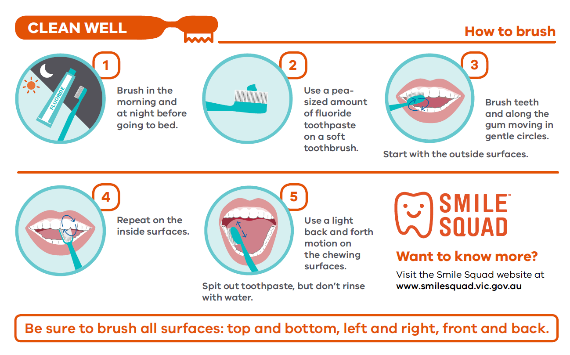 CLEAN WELL
How to brush
1
Brush in the
morning and
at night before
going to bed.
FLUORIDE
2
Use a pea-
sized amount
of fluoride
toothpaste
on a soft
toothbrush.
3
Brush teeth
and along the
gum moving in
gentle circles.
Start with the outside surfaces.
4
Repeat on the
inside surfaces.
5
Use a light
back and forth
motion on
the chewing
surfaces.
Spit out toothpaste, but don't rinse
with water.
SMILE
SQUAD
Want to know more?
Visit the Smile Squad website at
www.smilesquad.vic.gov.au
Be sure to brush all surfaces: top and bottom, left and right, front and back.